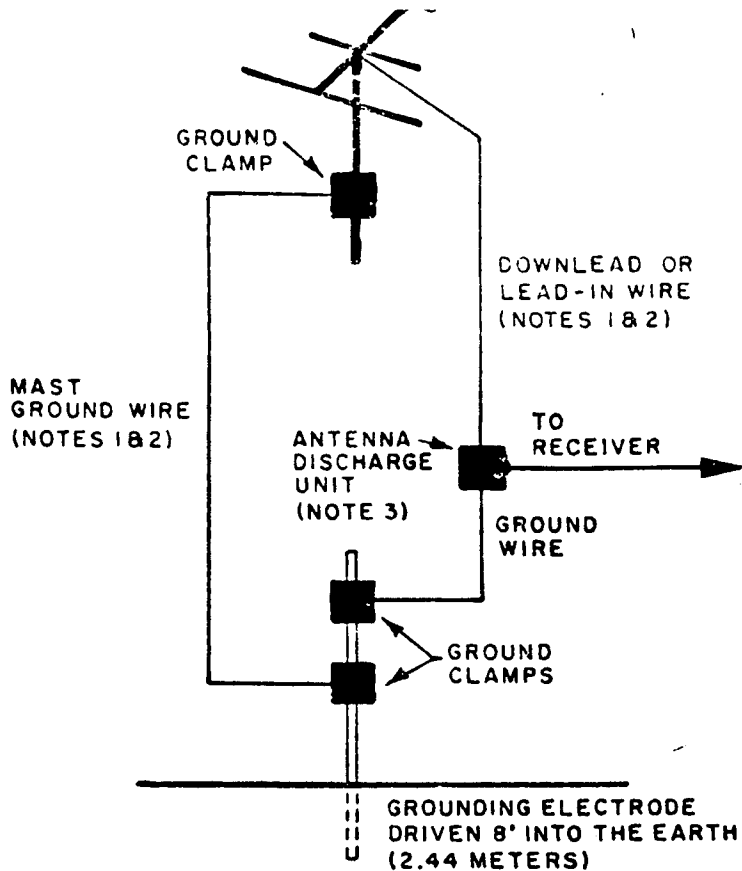 GROUND
CLAMP
DOWNLEAD OR
LEAD-IN WIRE
(NOTES 1&2)
MAST
GROUND WIRE
(NOTES 1&2)
ANTENNA
DISCHARGE
UNIT
(NOTE 3)
TO
RECEIVER
GROUND
WIRE
GROUND
CLAMPS
GROUNDING ELECTRODE
DRIVEN 8' INTO THE EARTH
(2.44 METERS)